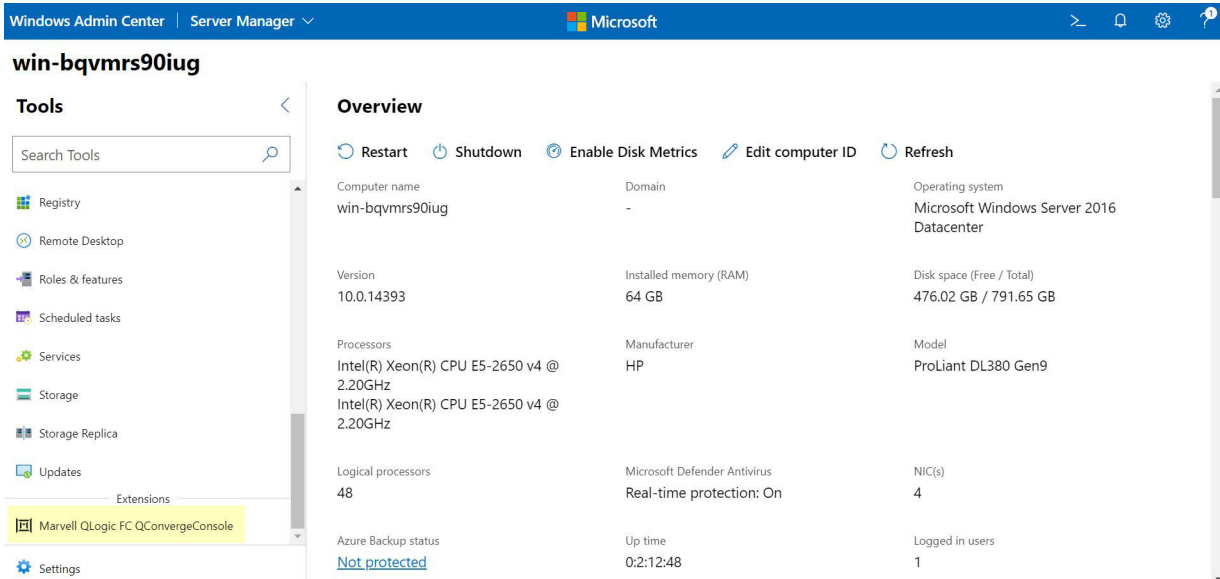 Windows Admin Center | Server Manager
Microsoft
1
win-bqvmrs90iug
Tools
Search Tools
Registry
Remote Desktop
Roles & features
Scheduled tasks
Services
Storage
Storage Replica
Updates
Extensions
Marvell QLogic FC QConvergeConsole
Settings
Overview
Restart Shutdown Enable Disk Metrics Edit computer ID Refresh
Computer name Domain Operating system
win-bqvmrs90iug - Microsoft Windows Server 2016
Datacenter
Version Installed memory (RAM) Disk space (Free / Total)
10.0.14393 64 GB 476.02 GB / 791.65 GB
Processors Manufacturer Model
Intel(R) Xeon(R) CPU E5-2650 v4 @ HP ProLiant DL380 Gen9
2.20GHz
Intel(R) Xeon(R) CPU E5-2650 v4 @
2.20GHz
Logical processors Microsoft Defender Antivirus NIC(s)
48 Real-time protection: On 4
Azure Backup status Up time Logged in users
Not protected 0:2:12:48 1